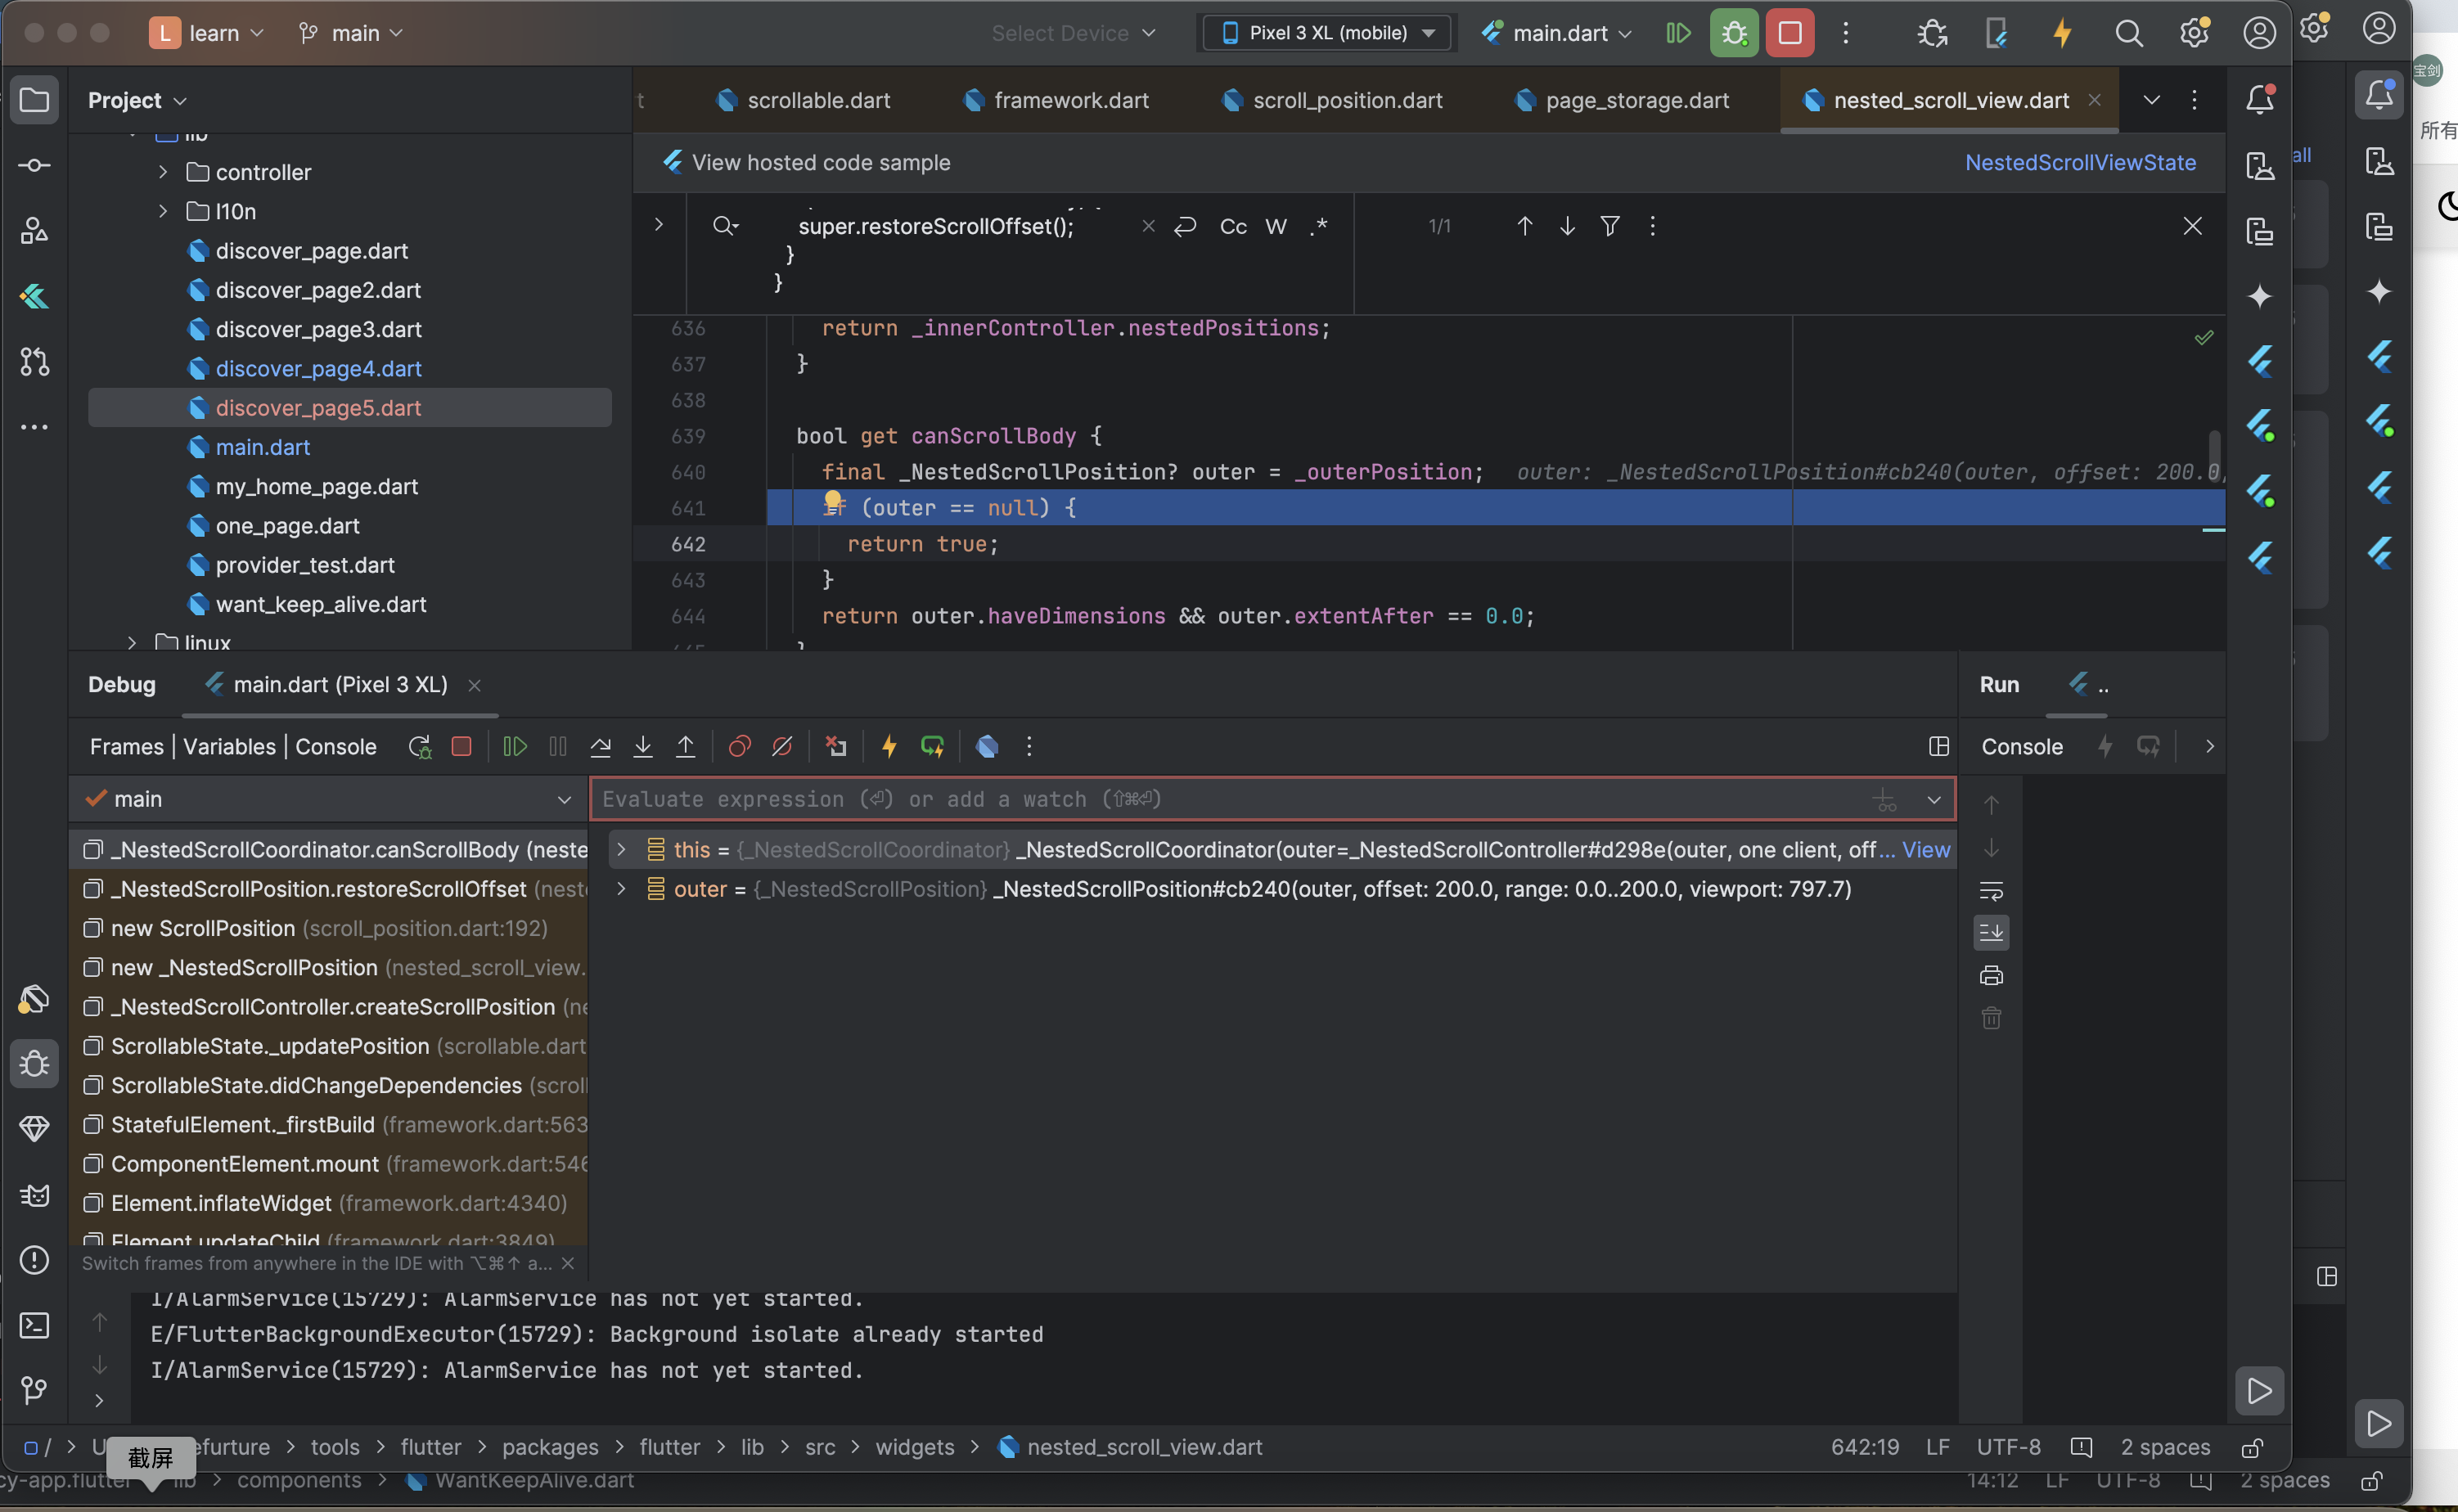 L learn main Select Device Pixel 3 XL (mobile) main.dart
Project
t scrollable.dart framework.dart scroll_position.dart page_storage.dart nested_scroll_view.dart
宝剑
所有
all
lib
controller
l10n
discover_page.dart
discover_page2.dart
discover_page3.dart
discover_page4.dart
discover_page5.dart
main.dart
my_home_page.dart
one_page.dart
provider_test.dart
want_keep_alive.dart
linux
View hosted code sample NestedScrollViewState
super.restoreScrollOffset(); Cc W .* 1/1
}
}
636 return _innerController.nestedPositions;
637 }
638
639 bool get canScrollBody {
640 final _NestedScrollPosition? outer = _outerPosition; outer: _NestedScrollPosition#cb240(outer, offset: 200.0,
641 if (outer == null) {
642 return true;
643 }
644 return outer.haveDimensions && outer.extentAfter == 0.0;
645 }
Debug main.dart (Pixel 3 XL) Run ..
Frames | Variables | Console Console
main
Evaluate expression (⏎) or add a watch (⇧⌘⏎)
_NestedScrollCoordinator.canScrollBody (neste
_NestedScrollPosition.restoreScrollOffset (nest
new ScrollPosition (scroll_position.dart:192)
new _NestedScrollPosition (nested_scroll_view.
_NestedScrollController.createScrollPosition (ne
ScrollableState._updatePosition (scrollable.dart
ScrollableState.didChangeDependencies (scroll
StatefulElement._firstBuild (framework.dart:563
ComponentElement.mount (framework.dart:546
Element.inflateWidget (framework.dart:4340)
Element.updateChild (framework.dart:3849)
Switch frames from anywhere in the IDE with ⌥⌘↑ a...
this = {_NestedScrollCoordinator} _NestedScrollCoordinator(outer=_NestedScrollController#d298e(outer, one client, off... View
outer = {_NestedScrollPosition} _NestedScrollPosition#cb240(outer, offset: 200.0, range: 0.0..200.0, viewport: 797.7)
I/AlarmService(15729): AlarmService has not yet started.
E/FlutterBackgroundExecutor(15729): Background isolate already started
I/AlarmService(15729): AlarmService has not yet started.
/ > U efurture > tools > flutter > packages > flutter > lib > src > widgets > nested_scroll_view.dart 642:19 LF UTF-8 2 spaces
截屏
cy-app.flutter lib > components > WantKeepAlive.dart 14:12 LF UTF-8 2 spaces